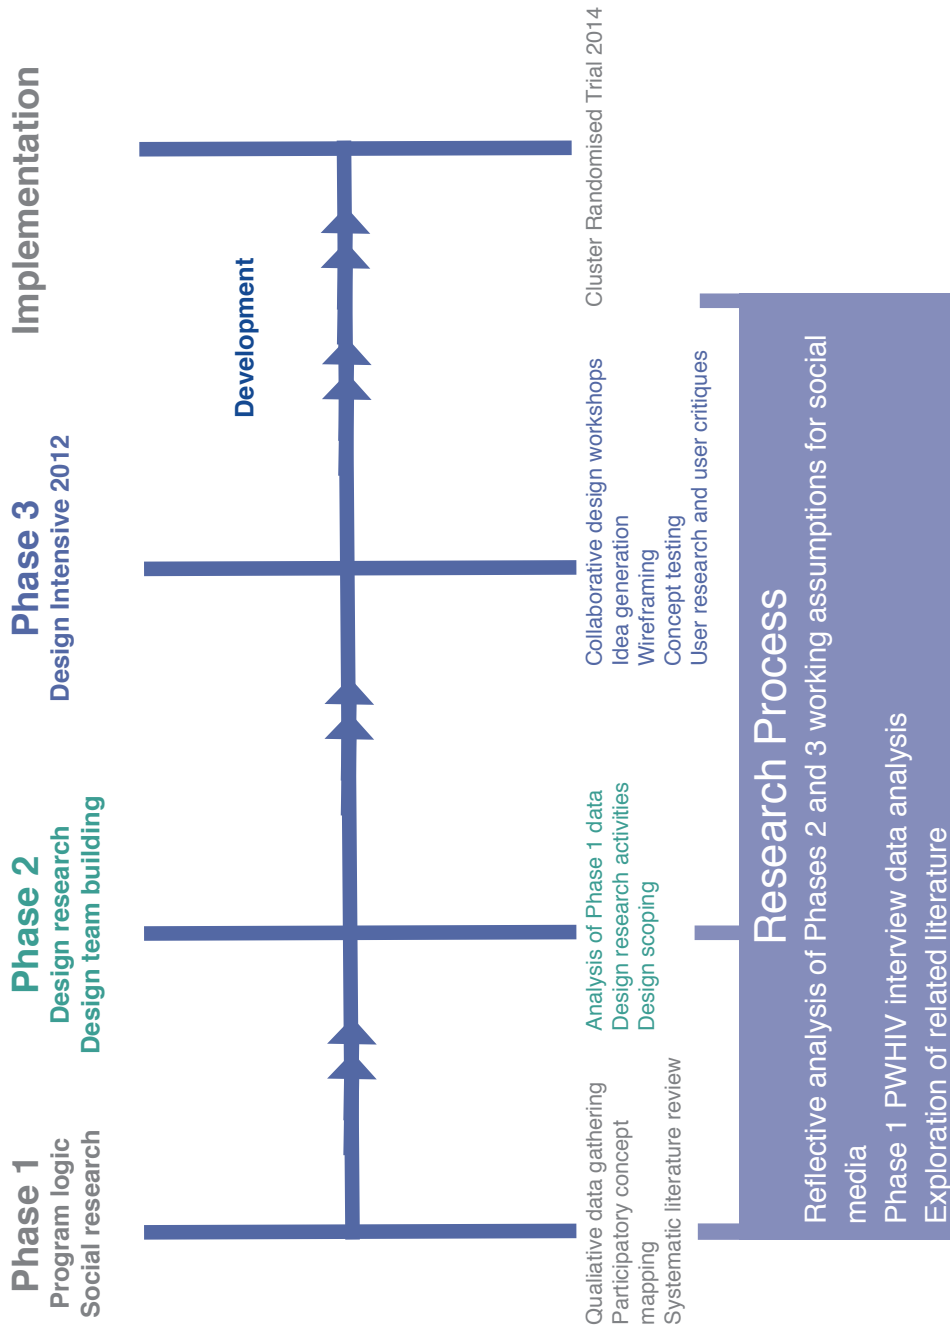 Phase 1
Program logic
Social research
Phase 2
Design research
Design team building
Phase 3
Design Intensive 2012
Implementation
Development
Qualiative data gathering
Participatory concept
mapping
Systematic literature review
Analysis of Phase 1 data
Design research activities
Design scoping
Collaborative design workshops
Idea generation
Wireframing
Concept testing
User research and user critiques
Cluster Randomised Trial 2014
Research Process
Reflective analysis of Phases 2 and 3 working assumptions for social
media
Phase 1 PWHIV interview data analysis
Exploration of related literature